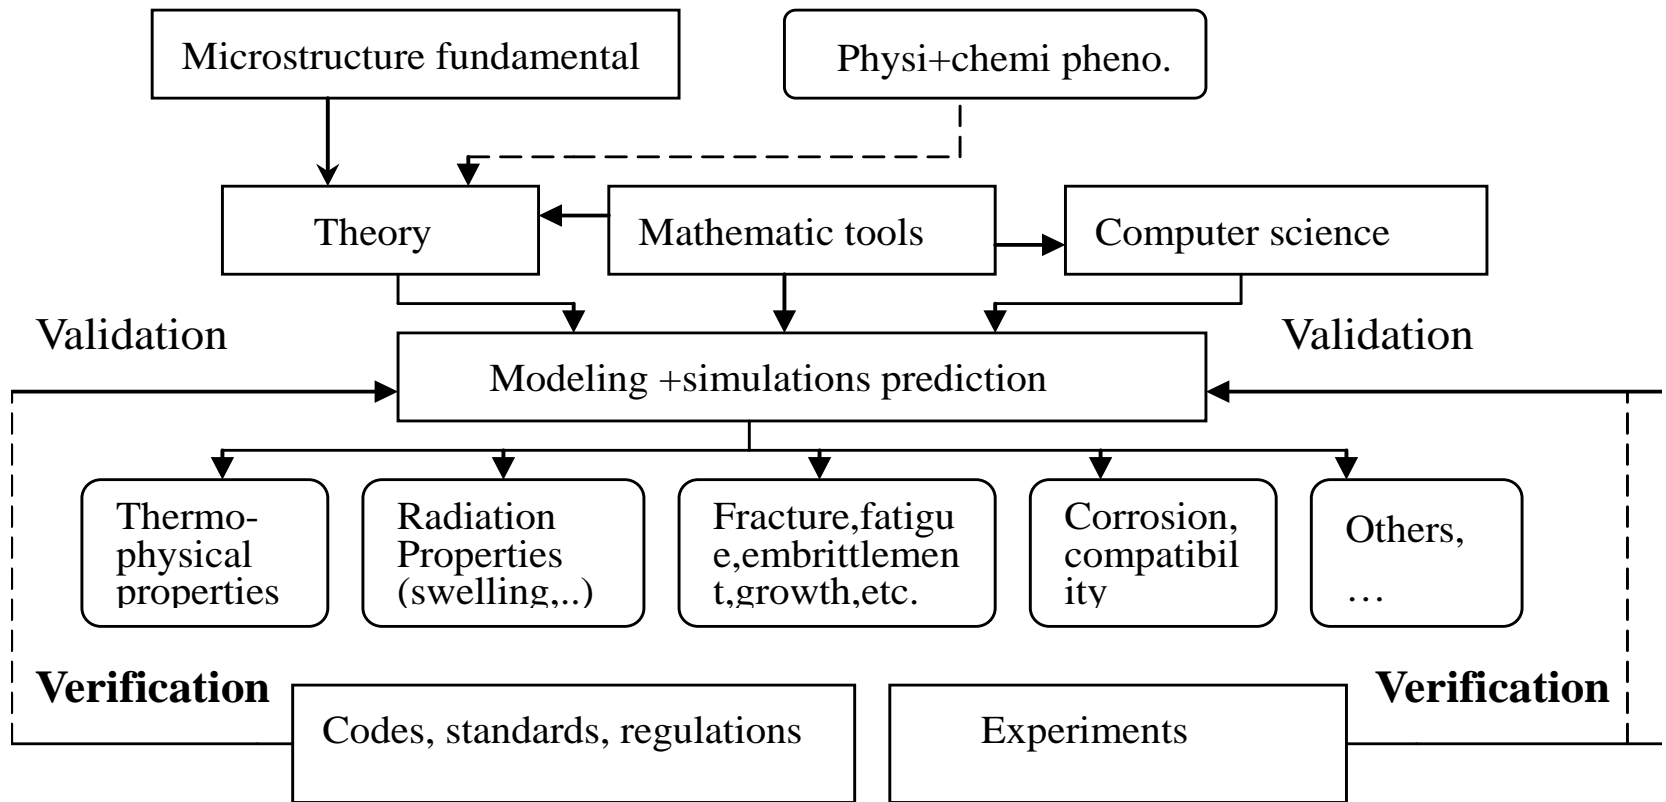 Microstructure fundamental
Physi+chemi pheno.
Theory
Mathematic tools
Computer science
Validation
Validation
Modeling +simulations prediction
Thermo-
physical
properties
Radiation
Properties
(swelling,..)
Fracture,fatigu
e,embrittlemen
t,growth,etc.
Corrosion,
compatibil
ity
Others,
…
Verification
Verification
Codes, standards, regulations
Experiments